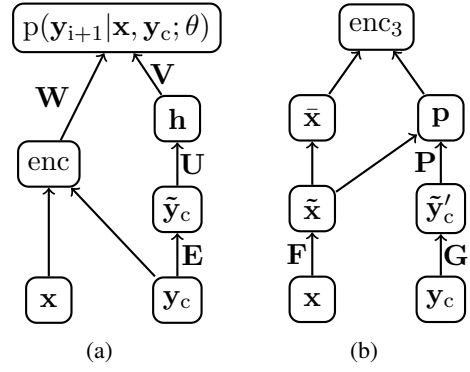 p(y_{i+1}|x, y_c; θ)
enc_3
W
V
h
x̄
p
enc
U
P
ỹ_c
x̃
ỹ′_c
E
F
G
x
y_c
x
y_c
(a)
(b)